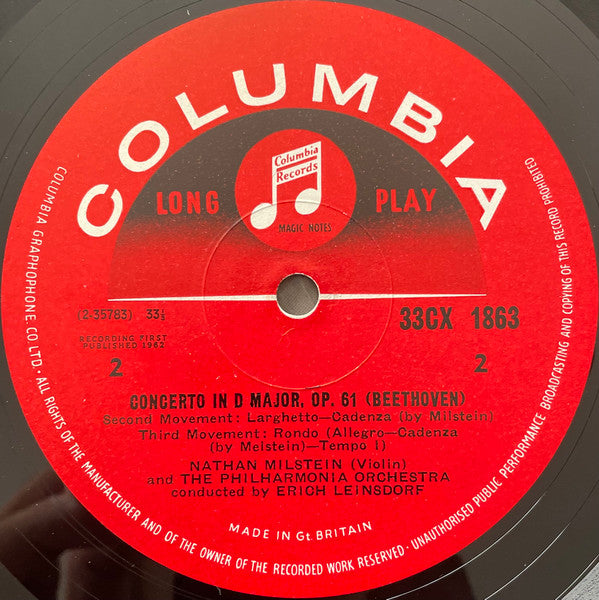 COLUMBIA
Columbia
Records
LONG PLAY
MAGIC NOTES
(2-35783) 33⅓
33CX 1863
RECORDING FIRST
PUBLISHED 1962
2
2
CONCERTO IN D MAJOR, OP. 61 (BEETHOVEN)
Second Movement: Larghetto—Cadenza (by Milstein)
Third Movement: Rondo (Allegro—Cadenza
(by Melstein)—Tempo I)
NATHAN MILSTEIN (Violin)
and THE PHILHARMONIA ORCHESTRA
conducted by ERICH LEINSDORF
MADE IN Gt. BRITAIN
COLUMBIA GRAPHOPHONE CO. LTD. · ALL RIGHTS OF THE MANUFACTURER AND OF THE OWNER OF THE RECORDED WORK RESERVED · UNAUTHORISED PUBLIC PERFORMANCE BROADCASTING AND COPYING OF THIS RECORD PROHIBITED